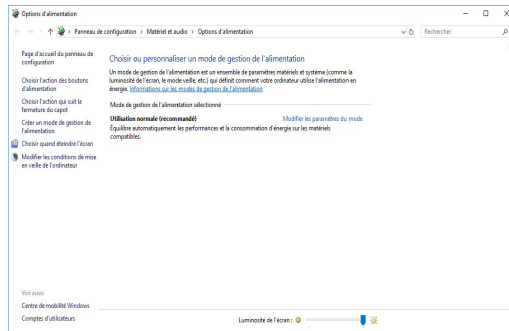 Options d'alimentation
Panneau de configuration > Matériel et audio > Options d'alimentation
Rechercher
Page d'accueil du panneau de
configuration
Choisir l'action des boutons
d'alimentation
Choisir l'action qui suit la
fermeture du capot
Créer un mode de gestion de
l'alimentation
Choisir quand éteindre l'écran
Modifier les conditions de mise
en veille de l'ordinateur
Choisir ou personnaliser un mode de gestion de l'alimentation
Un mode de gestion de l'alimentation est un ensemble de paramètres matériels et système (comme la
luminosité de l'écran, le mode veille, etc.) qui définit comment votre ordinateur utilise l'alimentation en
énergie. Informations sur les modes de gestion de l'alimentation
Mode de gestion de l'alimentation sélectionné
Utilisation normale (recommandé) Modifier les paramètres du mode
Équilibre automatiquement les performances et la consommation d'énergie sur les matériels
compatibles.
Voir aussi
Centre de mobilité Windows
Comptes d'utilisateurs
Luminosité de l'écran :